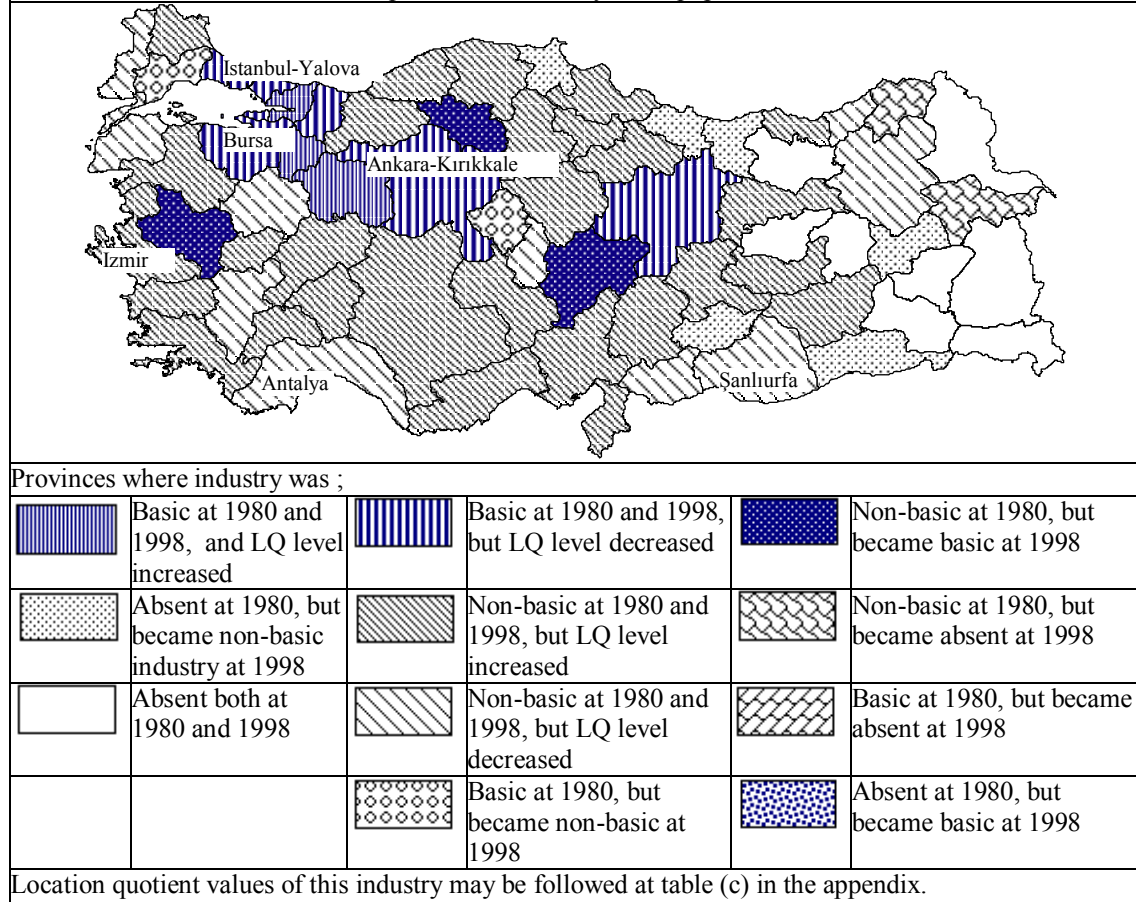 Istanbul-Yalova
Bursa
Ankara-Kırıkkale
Izmir
Antalya
Şanlıurfa
Provinces where industry was ;
Basic at 1980 and
1998, and LQ level
increased
Basic at 1980 and 1998,
but LQ level decreased
Non-basic at 1980, but
became basic at 1998
Absent at 1980, but
became non-basic
industry at 1998
Non-basic at 1980 and
1998, but LQ level
increased
Non-basic at 1980, but
became absent at 1998
Absent both at
1980 and 1998
Non-basic at 1980 and
1998, but LQ level
decreased
Basic at 1980, but became
absent at 1998
Basic at 1980, but
became non-basic at
1998
Absent at 1980, but
became basic at 1998
Location quotient values of this industry may be followed at table (c) in the appendix.